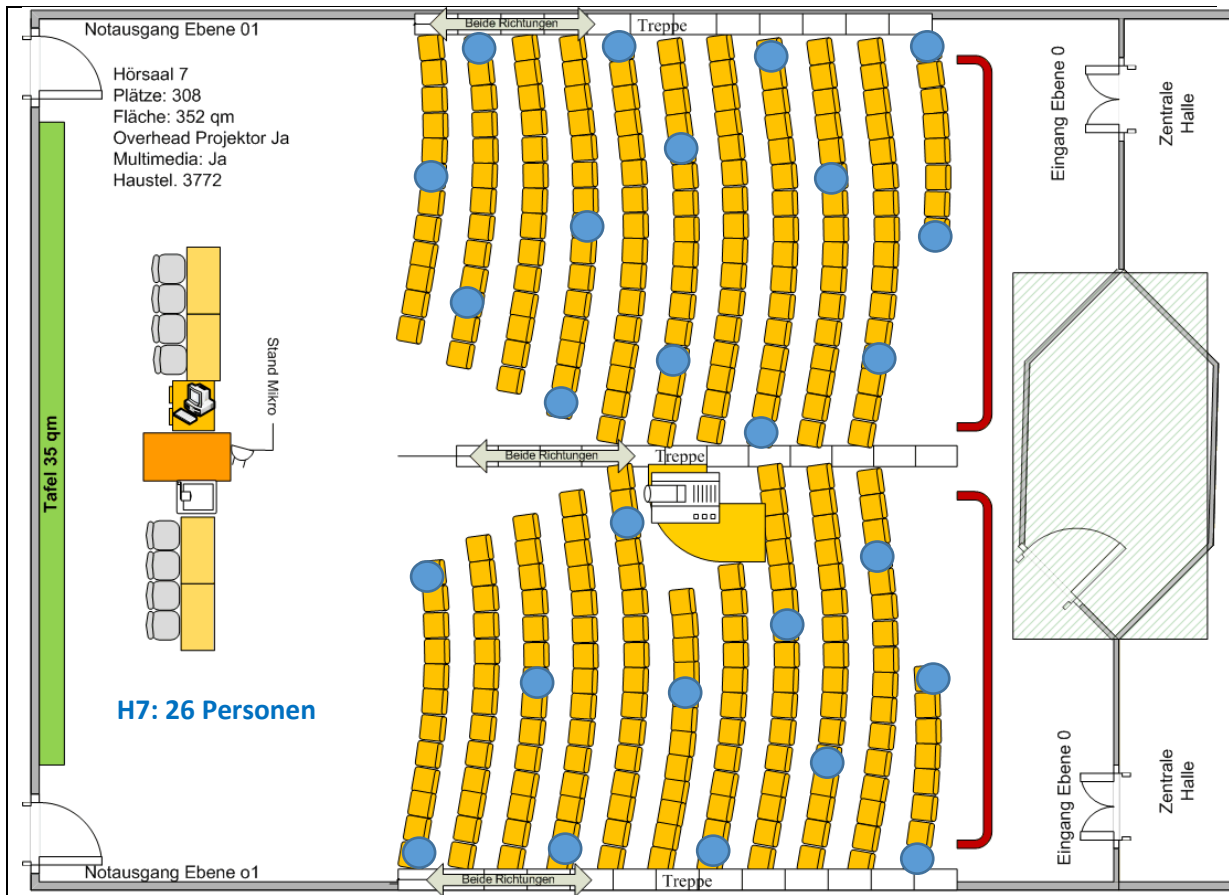 Beide Richtungen
Treppe
Notausgang Ebene 01
Hörsaal 7
Plätze: 308
Fläche: 352 qm
Overhead Projektor Ja
Multimedia: Ja
Haustel. 3772
Eingang Ebene 0
Zentrale
Halle
Stand Mikro
Tafel 35 qm
Beide Richtungen
Treppe
H7: 26 Personen
Eingang Ebene 0
Zentrale
Halle
Notausgang Ebene o1
Beide Richtungen
Treppe